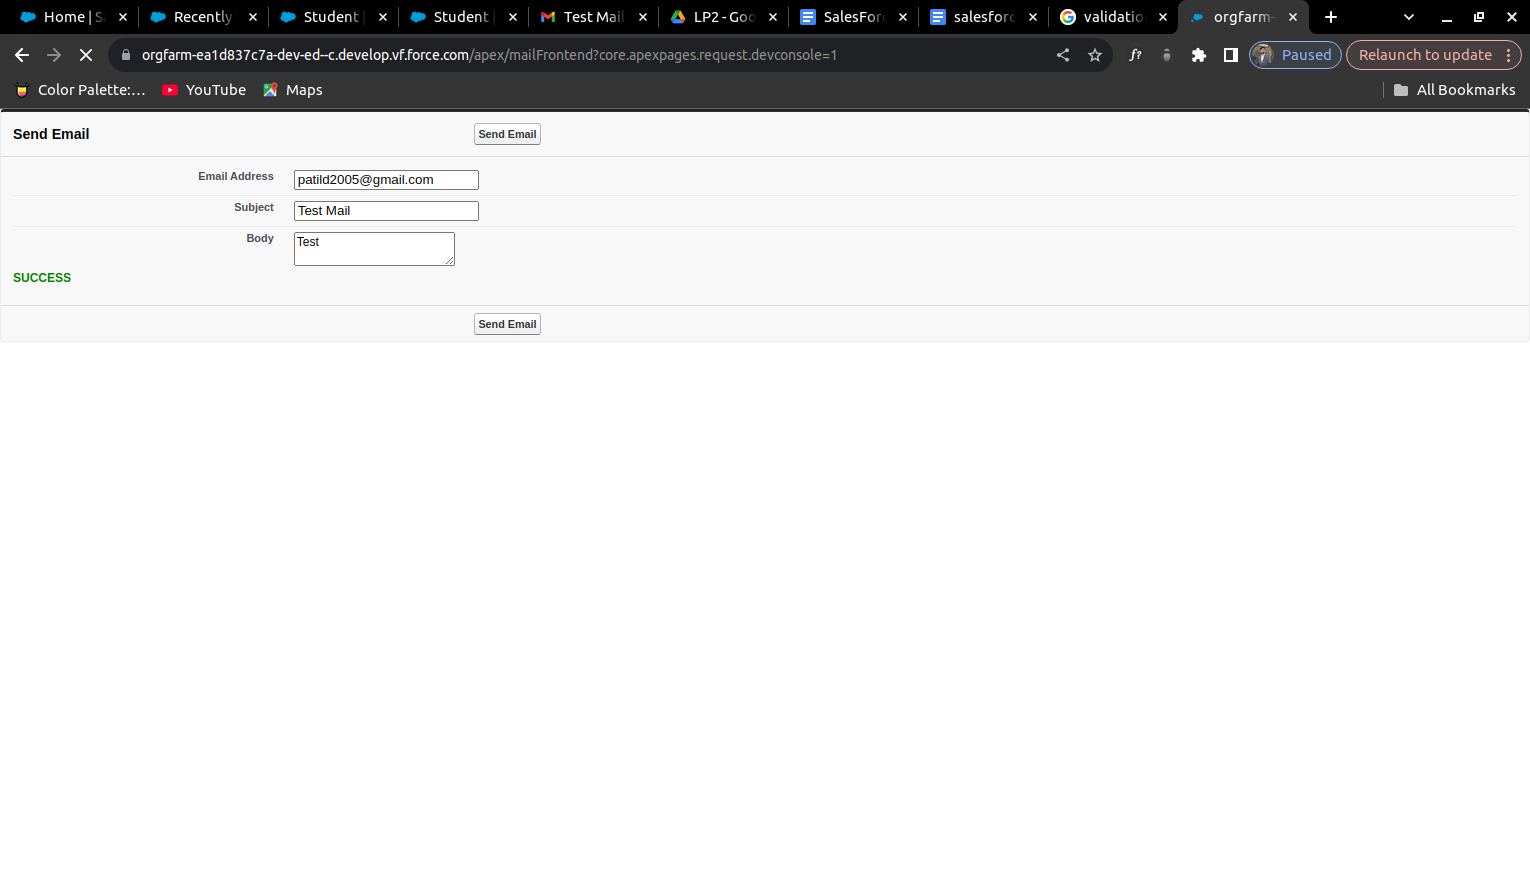 Home | S
Recently
Student |
Student |
Test Mail
LP2 - Goo
SalesFor
salesforc
validatio
orgfarm-
orgfarm-ea1d837c7a-dev-ed--c.develop.vf.force.com/apex/mailFrontend?core.apexpages.request.devconsole=1
f?
Paused
Relaunch to update
Color Palette:...
YouTube
Maps
All Bookmarks
Send Email
Send Email
Email Address
patild2005@gmail.com
Subject
Test Mail
Body
Test
SUCCESS
Send Email